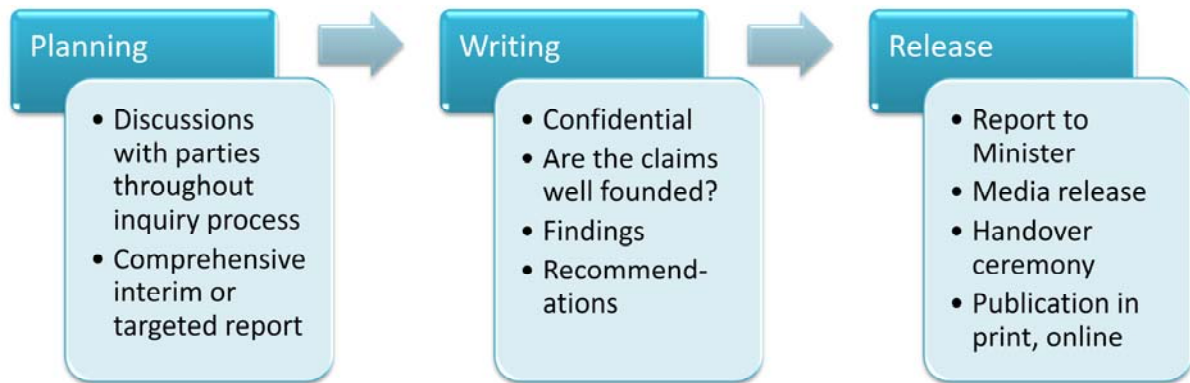 Planning
• Discussions
with parties
throughout
inquiry process
• Comprehensive
interim or
targeted report
Writing
• Confidential
• Are the claims
well founded?
• Findings
• Recommend-
ations
Release
• Report to
Minister
• Media release
• Handover
ceremony
• Publication in
print, online